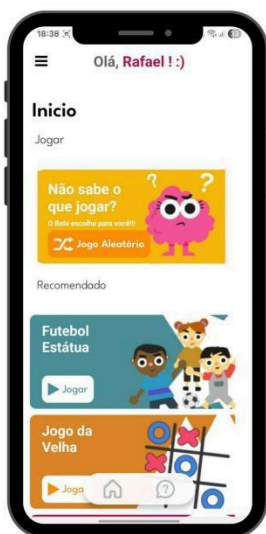 18:38
Olá, Rafael ! :)
Inicio
Jogar
Não sabe o
que jogar?
O Belo escolhe para você!!!
Jogo Aleatório
Recomendado
Futebol
Estátua
Jogar
Jogo da
Velha
Joga